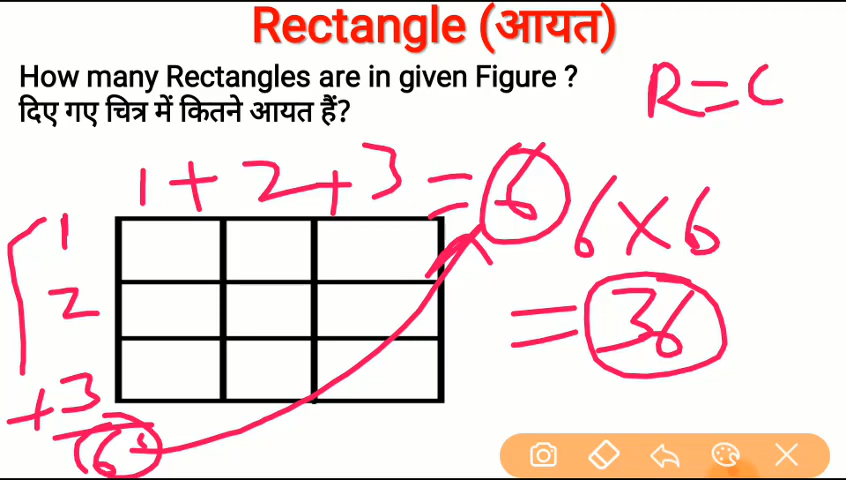 Rectangle (आयत)
How many Rectangles are in given Figure ?
दिए गए चित्र में कितने आयत हैं?
R=C
1+2+3=6
6×6
=36
1
2
+3
6